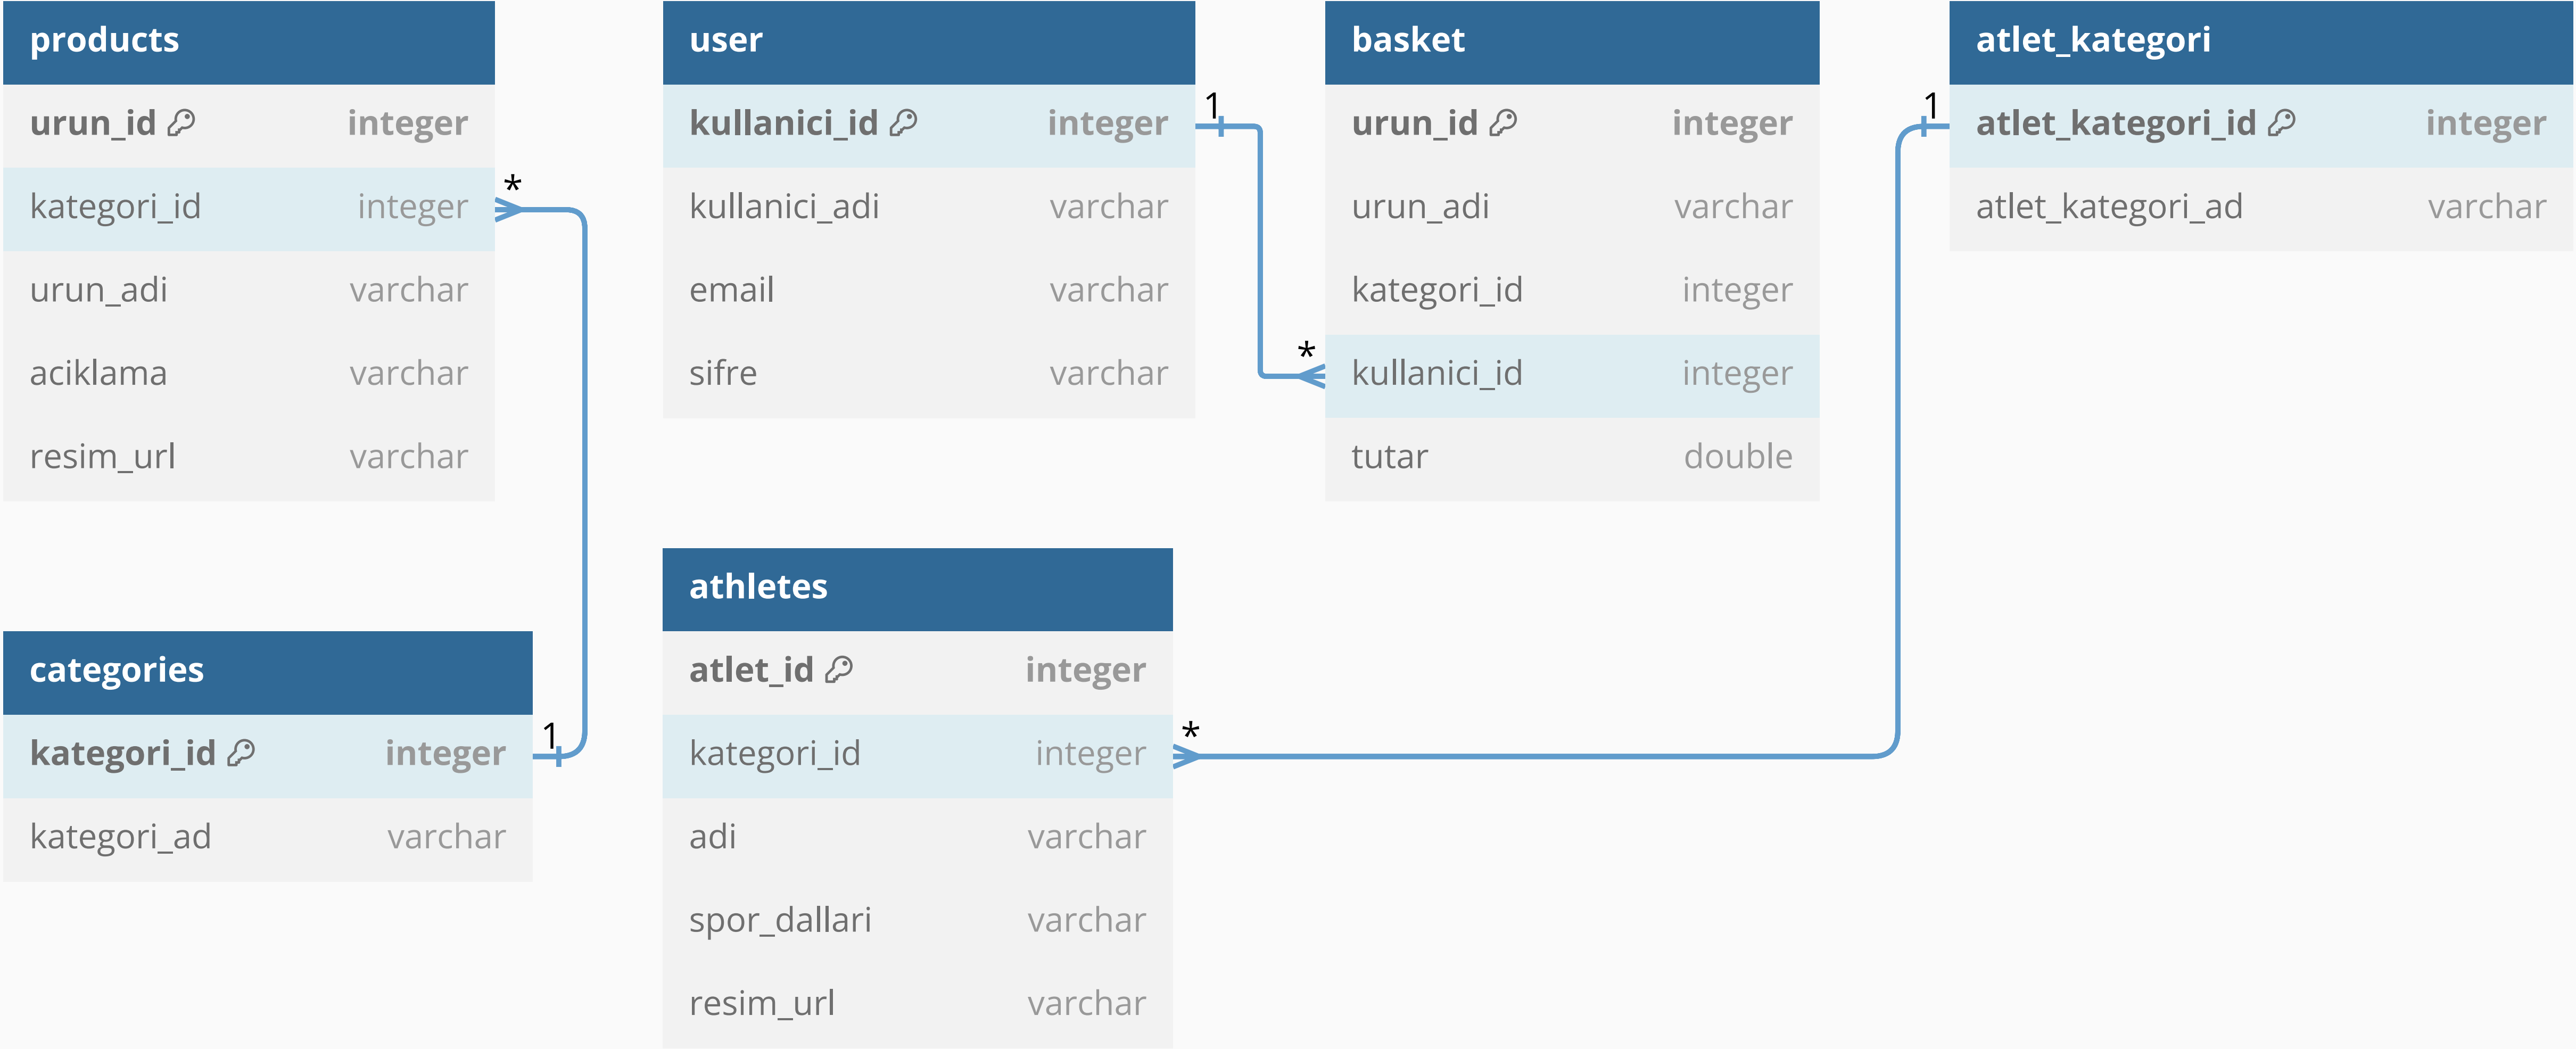 products
urun_id integer
kategori_id integer
urun_adi varchar
aciklama varchar
resim_url varchar
*
user
kullanici_id integer
kullanici_adi varchar
email varchar
sifre varchar
1
basket
urun_id integer
urun_adi varchar
kategori_id integer
kullanici_id integer
tutar double
*
atlet_kategori
atlet_kategori_id integer
atlet_kategori_ad varchar
1
categories
kategori_id integer
kategori_ad varchar
1
athletes
atlet_id integer
kategori_id integer
adi varchar
spor_dallari varchar
resim_url varchar
*